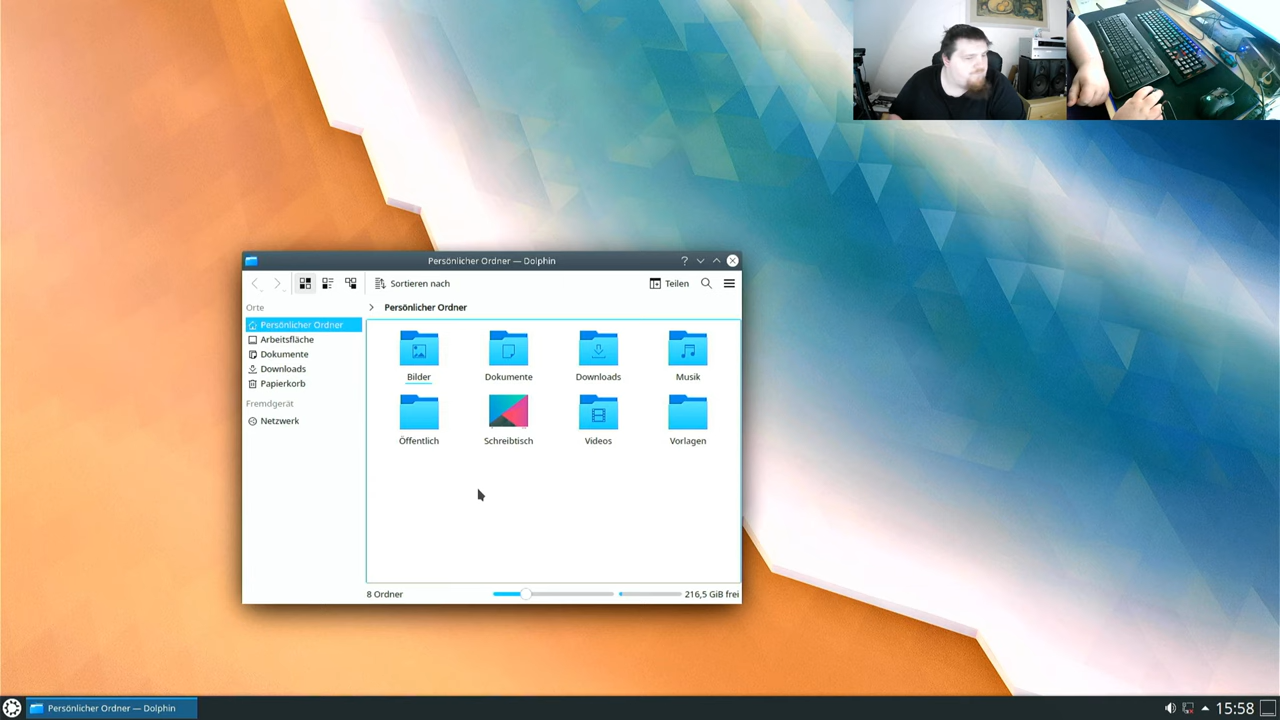 Persönlicher Ordner — Dolphin
Sortieren nach
Teilen
Orte
Persönlicher Ordner
Arbeitsfläche
Dokumente
Downloads
Papierkorb
Fremdgerät
Netzwerk
Persönlicher Ordner
Bilder
Dokumente
Downloads
Musik
Öffentlich
Schreibtisch
Videos
Vorlagen
8 Ordner
216,5 GiB frei
Persönlicher Ordner — Dolphin
15:58